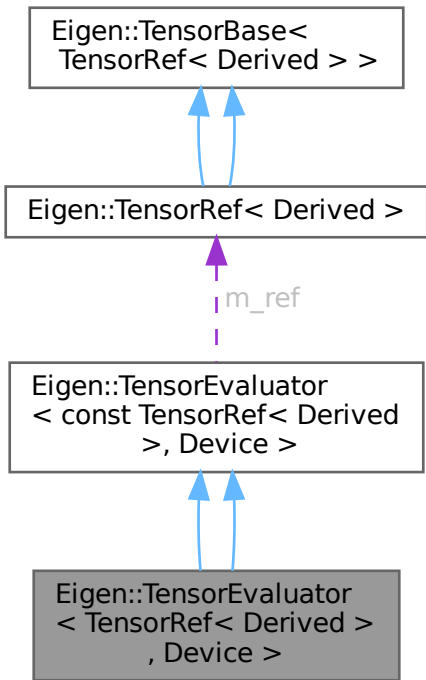 Eigen::TensorBase<
TensorRef< Derived > >
Eigen::TensorRef< Derived >
m_ref
Eigen::TensorEvaluator
< const TensorRef< Derived
>, Device >
Eigen::TensorEvaluator
< TensorRef< Derived >
, Device >